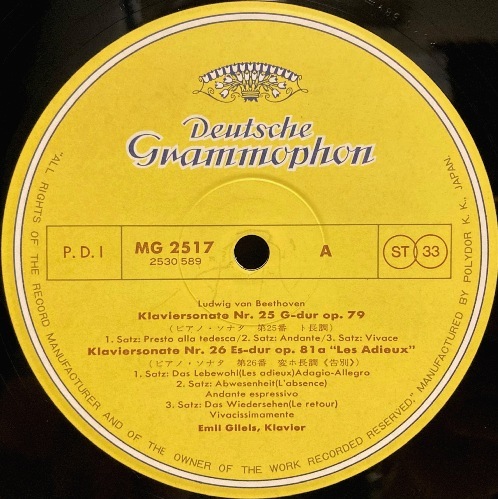 Deutsche
Grammophon
P.D.I
MG 2517
2530 589
A
ST 33
Ludwig van Beethoven
Klaviersonate Nr. 25 G-dur op. 79
(ピアノ・ソナタ 第25番 ト長調)
1. Satz: Presto alla tedesca/2. Satz: Andante/3. Satz: Vivace
Klaviersonate Nr. 26 Es-dur op. 81a "Les Adieux"
(ピアノ・ソナタ 第26番 変ホ長調《告別》)
1. Satz: Das Lebewohl(Les adieux)Adagio-Allegro
2. Satz: Abwesenheit(L'absence)
Andante espressivo
3. Satz: Das Wiedersehen(Le retour)
Vivacissimamente
Emil Gilels, Klavier
"ALL RIGHTS OF THE RECORD MANUFACTURER AND OF THE OWNER OF THE WORK RECORDED RESERVED." MANUFACTURED BY POLYDOR K. K., JAPAN